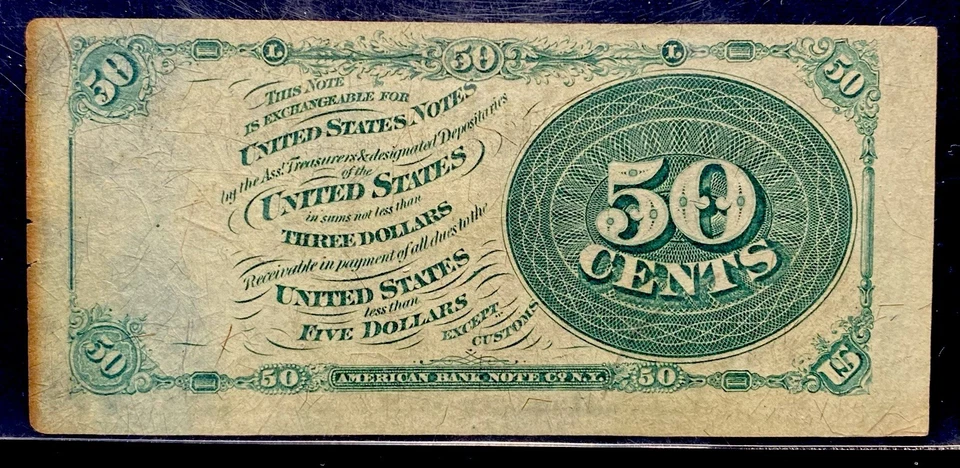 50 L 50 L 50
THIS NOTE
IS EXCHANGEABLE FOR
UNITED STATES NOTES
by the Asst. Treasurers & designated Depositaries
of the
UNITED STATES
in sums not less than
THREE DOLLARS
Receivable in payment of all dues to the
UNITED STATES
less than
FIVE DOLLARS
EXCEPT
CUSTOMS
50
CENTS
50 50 AMERICAN BANK NOTE CO. N.Y. 50 50